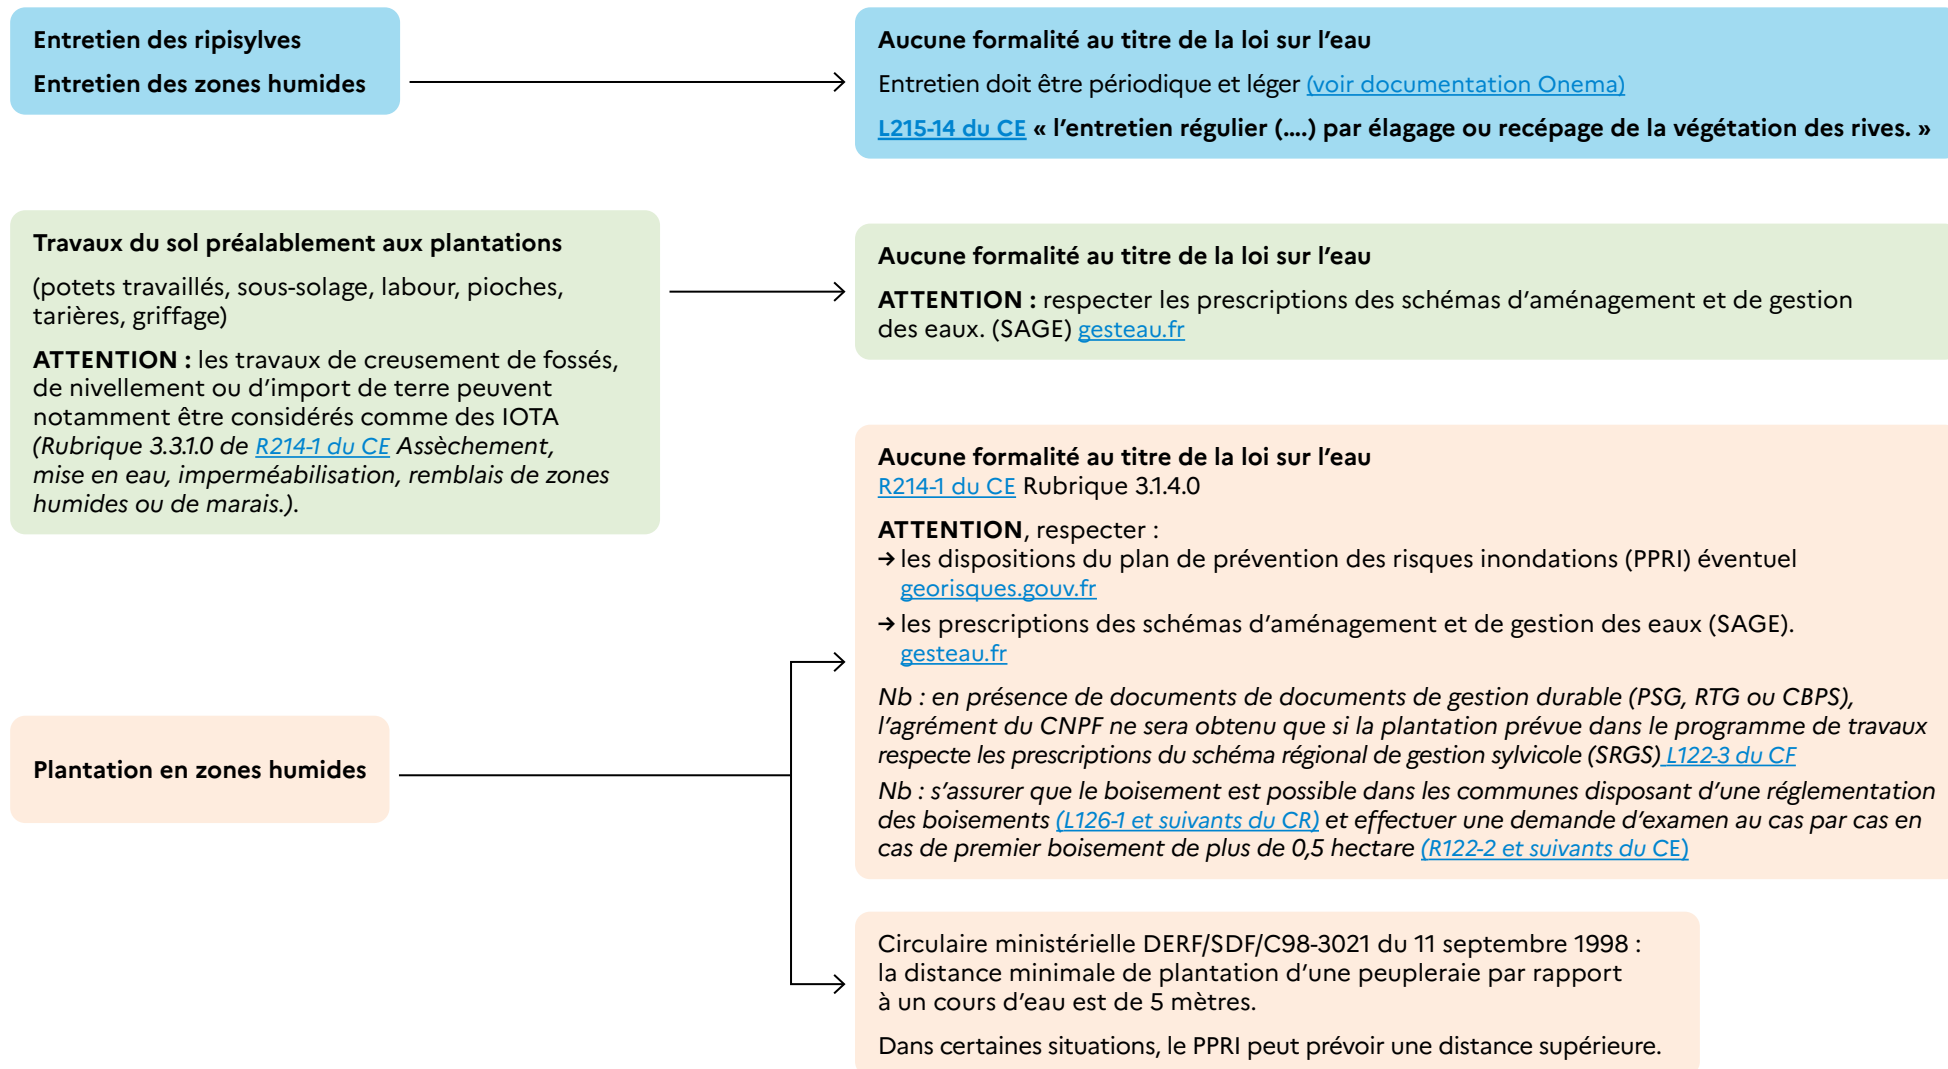 Entretien des ripisylves
Entretien des zones humides
Aucune formalité au titre de la loi sur l’eau
Entretien doit être périodique et léger (voir documentation Onema)
L215-14 du CE « l’entretien régulier (....) par élagage ou recépage de la végétation des rives. »
Travaux du sol préalablement aux plantations
(potets travaillés, sous-solage, labour, pioches,
tarières, griffage)
ATTENTION : les travaux de creusement de fossés,
de nivellement ou d’import de terre peuvent
notamment être considérés comme des IOTA
(Rubrique 3.3.1.0 de R214-1 du CE Assèchement,
mise en eau, imperméabilisation, remblais de zones
humides ou de marais.).
Aucune formalité au titre de la loi sur l’eau
ATTENTION : respecter les prescriptions des schémas d’aménagement et de gestion
des eaux. (SAGE) gesteau.fr
Plantation en zones humides
Aucune formalité au titre de la loi sur l’eau
R214-1 du CE Rubrique 3.1.4.0
ATTENTION, respecter :
→ les dispositions du plan de prévention des risques inondations (PPRI) éventuel
georisques.gouv.fr
→ les prescriptions des schémas d’aménagement et de gestion des eaux (SAGE).
gesteau.fr
Nb : en présence de documents de documents de gestion durable (PSG, RTG ou CBPS),
l’agrément du CNPF ne sera obtenu que si la plantation prévue dans le programme de travaux
respecte les prescriptions du schéma régional de gestion sylvicole (SRGS) L122-3 du CF
Nb : s’assurer que le boisement est possible dans les communes disposant d’une réglementation
des boisements (L126-1 et suivants du CR) et effectuer une demande d’examen au cas par cas en
cas de premier boisement de plus de 0,5 hectare (R122-2 et suivants du CE)
Circulaire ministérielle DERF/SDF/C98-3021 du 11 septembre 1998 :
la distance minimale de plantation d’une peupleraie par rapport
à un cours d’eau est de 5 mètres.
Dans certaines situations, le PPRI peut prévoir une distance supérieure.